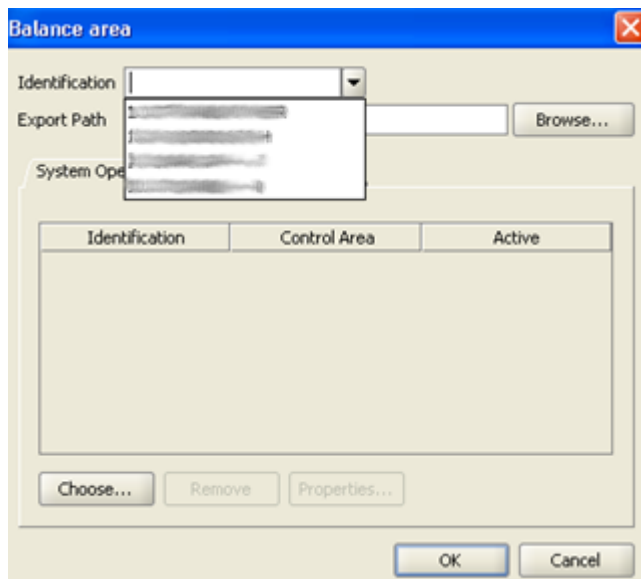 Balance area
Identification
Export Path
Browse...
System Ope
Identification Control Area Active
Choose... Remove Properties...
OK Cancel